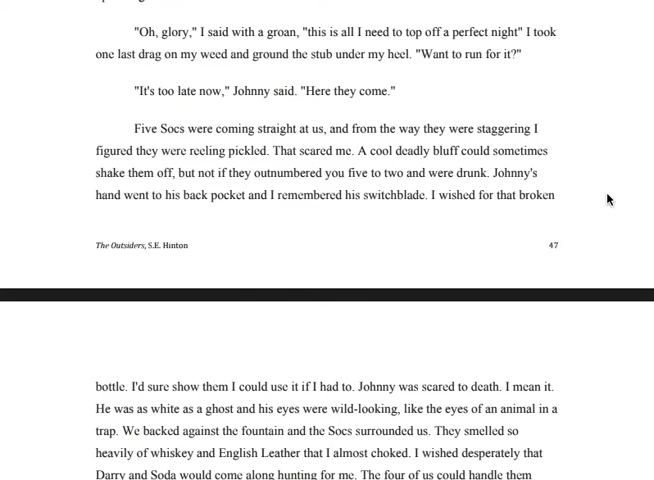 "Oh, glory," I said with a groan, "this is all I need to top off a perfect night" I took
one last drag on my weed and ground the stub under my heel. "Want to run for it?"
"It's too late now," Johnny said. "Here they come."
Five Socs were coming straight at us, and from the way they were staggering I
figured they were reeling pickled. That scared me. A cool deadly bluff could sometimes
shake them off, but not if they outnumbered you five to two and were drunk. Johnny's
hand went to his back pocket and I remembered his switchblade. I wished for that broken
The Outsiders, S.E. Hinton 47
bottle. I'd sure show them I could use it if I had to. Johnny was scared to death. I mean it.
He was as white as a ghost and his eyes were wild-looking, like the eyes of an animal in a
trap. We backed against the fountain and the Socs surrounded us. They smelled so
heavily of whiskey and English Leather that I almost choked. I wished desperately that
Darry and Soda would come along hunting for me. The four of us could handle them